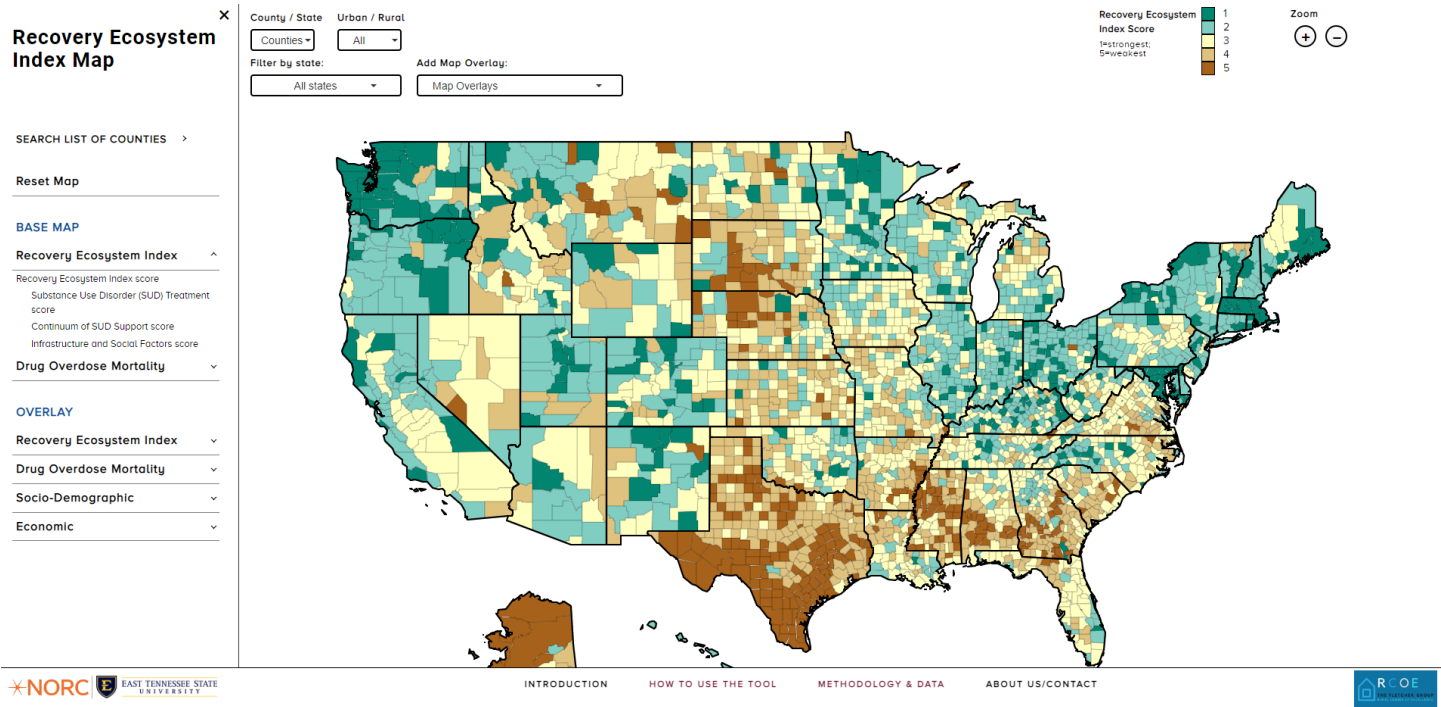 ×
Recovery Ecosystem
Index Map
SEARCH LIST OF COUNTIES >
Reset Map
BASE MAP
Recovery Ecosystem Index
Recovery Ecosystem Index score
Substance Use Disorder (SUD) Treatment
score
Continuum of SUD Support score
Infrastructure and Social Factors score
Drug Overdose Mortality
OVERLAY
Recovery Ecosystem Index
Drug Overdose Mortality
Socio-Demographic
Economic
County / State Urban / Rural
Counties All
Filter by state: Add Map Overlay:
All states Map Overlays
Recovery Ecosystem
Index Score
1=strongest;
5=weakest
1
2
3
4
5
Zoom
+ −
NORC
E
EAST TENNESSEE STATE
UNIVERSITY
INTRODUCTION HOW TO USE THE TOOL METHODOLOGY & DATA ABOUT US/CONTACT
RCOE
THE FLETCHER GROUP